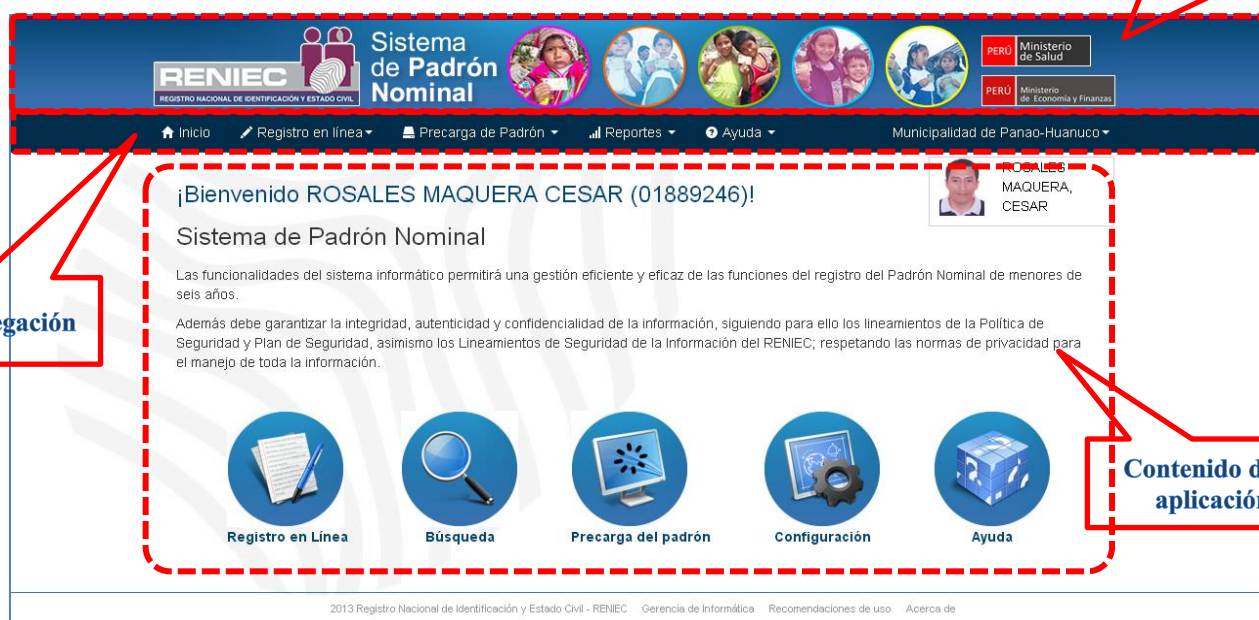 RENIEC
REGISTRO NACIONAL DE IDENTIFICACIÓN Y ESTADO CIVIL
Sistema
de Padrón
Nominal
PERÚ Ministerio
de Salud
PERÚ Ministerio
de Economía y Finanzas
Inicio Registro en línea Precarga de Padrón Reportes Ayuda Municipalidad de Panao-Huanuco
¡Bienvenido ROSALES MAQUERA CESAR (01889246)!
ROSALES
MAQUERA,
CESAR
Sistema de Padrón Nominal
Las funcionalidades del sistema informático permitirá una gestión eficiente y eficaz de las funciones del registro del Padrón Nominal de menores de
seis años.
egación
Además debe garantizar la integridad, autenticidad y confidencialidad de la información, siguiendo para ello los lineamientos de la Política de
Seguridad y Plan de Seguridad, asimismo los Lineamientos de Seguridad de la Información del RENIEC; respetando las normas de privacidad para
el manejo de toda la información.
Contenido d
aplicación
Registro en Línea Búsqueda Precarga del padrón Configuración Ayuda
2013 Registro Nacional de Identificación y Estado Civil - RENIEC Gerencia de Informática Recomendaciones de uso Acerca de